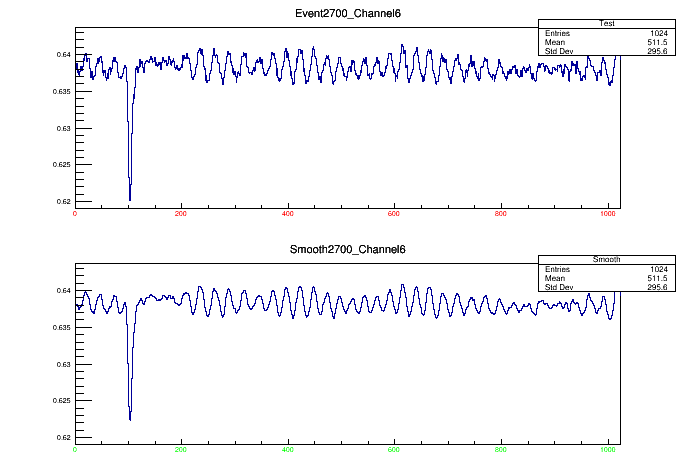 Event2700_Channel6
Test
Entries 1024
Mean 511.5
Std Dev 295.6
0.64
0.635
0.63
0.625
0.62
0 200 400 600 800 1000
Smooth2700_Channel6
Smooth
Entries 1024
Mean 511.5
Std Dev 295.6
0.64
0.635
0.63
0.625
0.62
0 200 400 600 800 1000